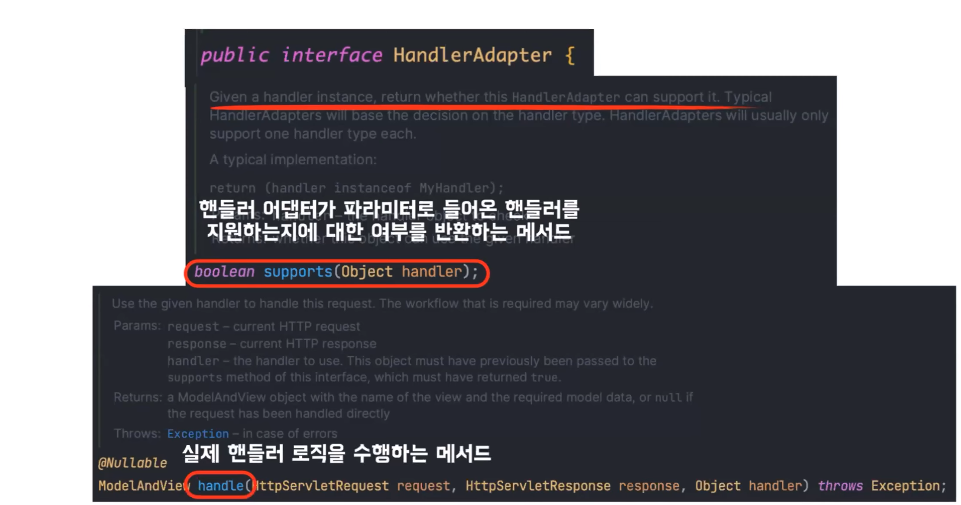 public interface HandlerAdapter {
Given a handler instance, return whether this HandlerAdapter can support it. Typical
HandlerAdapters will base the decision on the handler type. HandlerAdapters will usually only
support one handler type each.
A typical implementation:
return (handler instanceof MyHandler);
핸들러 어댑터가 파라미터로 들어온 핸들러를
지원하는지에 대한 여부를 반환하는 메서드
boolean supports(Object handler);
Use the given handler to handle this request. The workflow that is required may vary widely.
Params: request – current HTTP request
response – current HTTP response
handler – the handler to use. This object must have previously been passed to the
supports method of this interface, which must have returned true.
Returns: a ModelAndView object with the name of the view and the required model data, or null if
the request has been handled directly
Throws: Exception – in case of errors
실제 핸들러 로직을 수행하는 메서드
@Nullable
ModelAndView handle(HttpServletRequest request, HttpServletResponse response, Object handler) throws Exception;